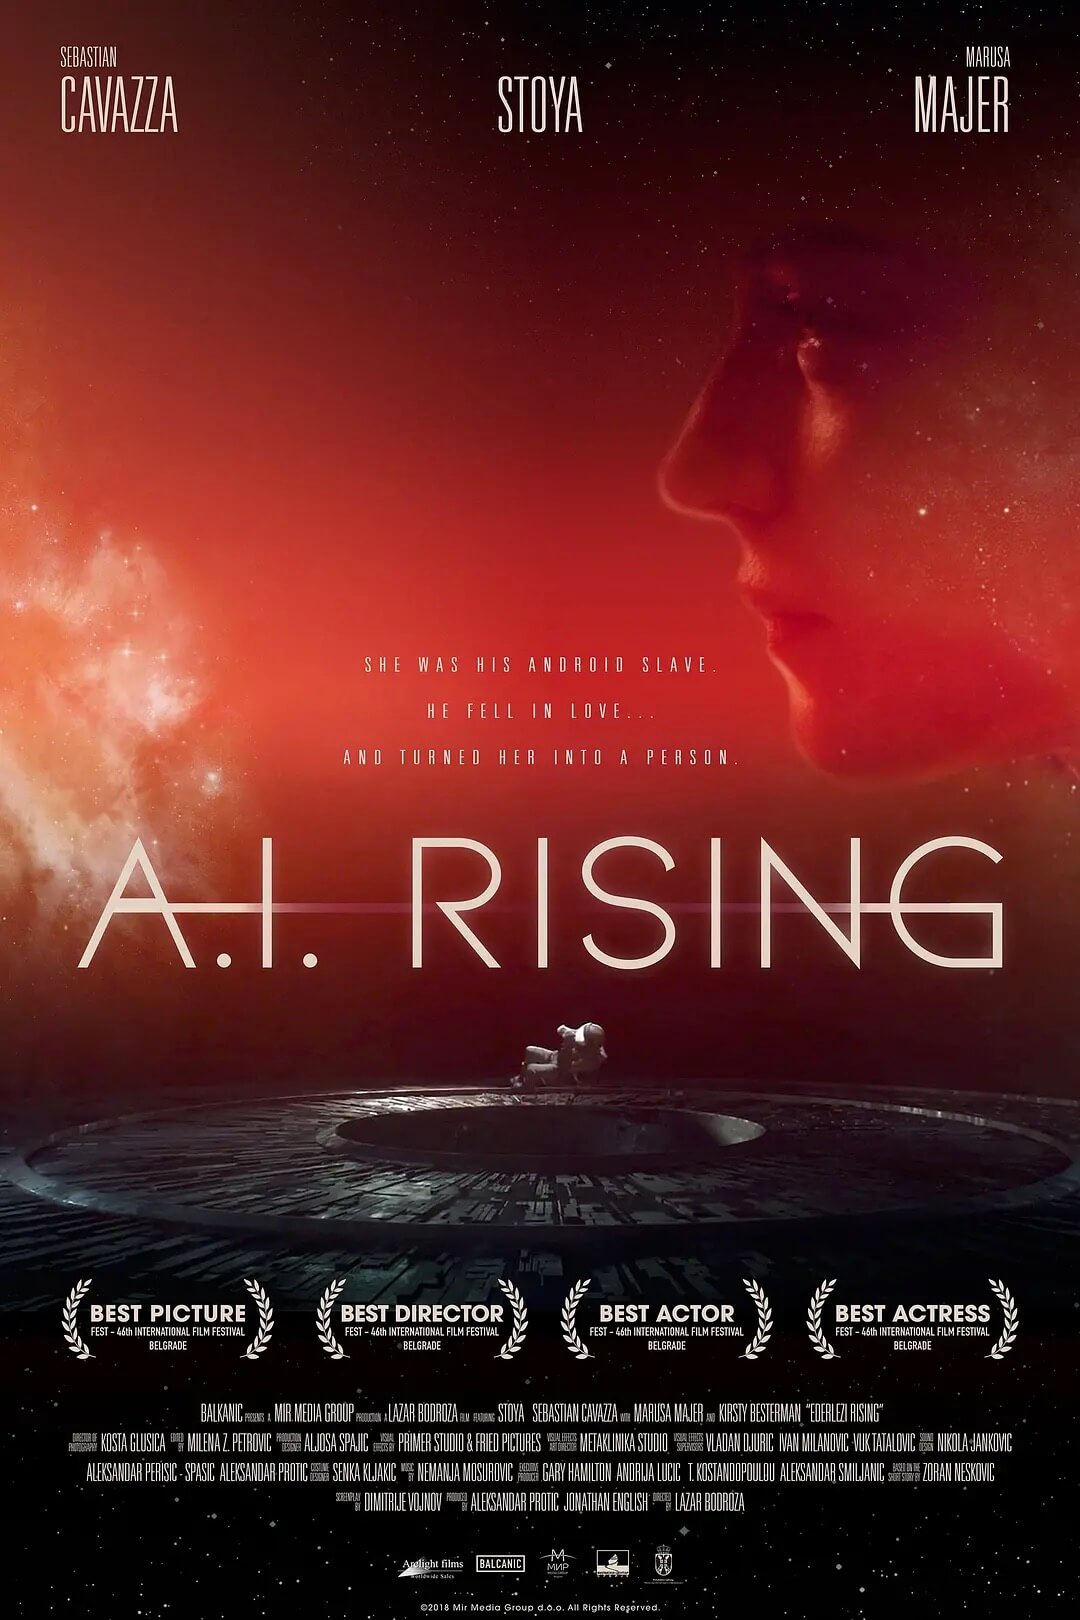 SEBASTIAN
CAVAZZA
STOYA
MARUSA
MAJER
SHE WAS HIS ANDROID SLAVE.
HE FELL IN LOVE...
AND TURNED HER INTO A PERSON.
A.I. RISING
BEST PICTURE
FEST - 46th INTERNATIONAL FILM FESTIVAL
BELGRADE
BEST DIRECTOR
FEST - 46th INTERNATIONAL FILM FESTIVAL
BELGRADE
BEST ACTOR
FEST - 46th INTERNATIONAL FILM FESTIVAL
BELGRADE
BEST ACTRESS
FEST - 46th INTERNATIONAL FILM FESTIVAL
BELGRADE
BALKANIC PRESENTS A MIR MEDIA GROUP PRODUCTION A LAZAR BODROZA FILM FEATURING STOYA SEBASTIAN CAVAZZA WITH MARUSA MAJER AND KIRSTY BESTERMAN "EDERLEZI RISING"
DIRECTOR OF PHOTOGRAPHY KOSTA GLUSICA EDITED BY MILENA Z. PETROVIC PRODUCTION DESIGNER ALJOSA SPAJIC VISUAL EFFECTS BY PRIMER STUDIO & FRIED PICTURES VISUAL EFFECTS ART DIRECTOR METAKLINIKA STUDIO VISUAL EFFECTS SUPERVISORS VLADAN DJURIC IVAN MILANOVIC VUK TATALOVIC SOUND DESIGN NIKOLA JANKOVIC
ALEKSANDAR PERISIC - SPASIC ALEKSANDAR PROTIC COSTUME DESIGNER SENKA KLJAKIC MUSIC BY NEMANJA MOSUROVIC EXECUTIVE PRODUCER GARY HAMILTON ANDRIJA LUCIC T. KOSTANDOPOULOU ALEKSANDAR SMILJANIC BASED ON THE SHORT STORY BY ZORAN NESKOVIC
SCREENPLAY BY DIMITRIJE VOJNOV PRODUCED BY ALEKSANDAR PROTIC JONATHAN ENGLISH DIRECTED BY LAZAR BODROZA
Arclight films
Worldwide Sales
BALCANIC
МИР
©2018 Mir Media Group d.o.o. All Rights Reserved.